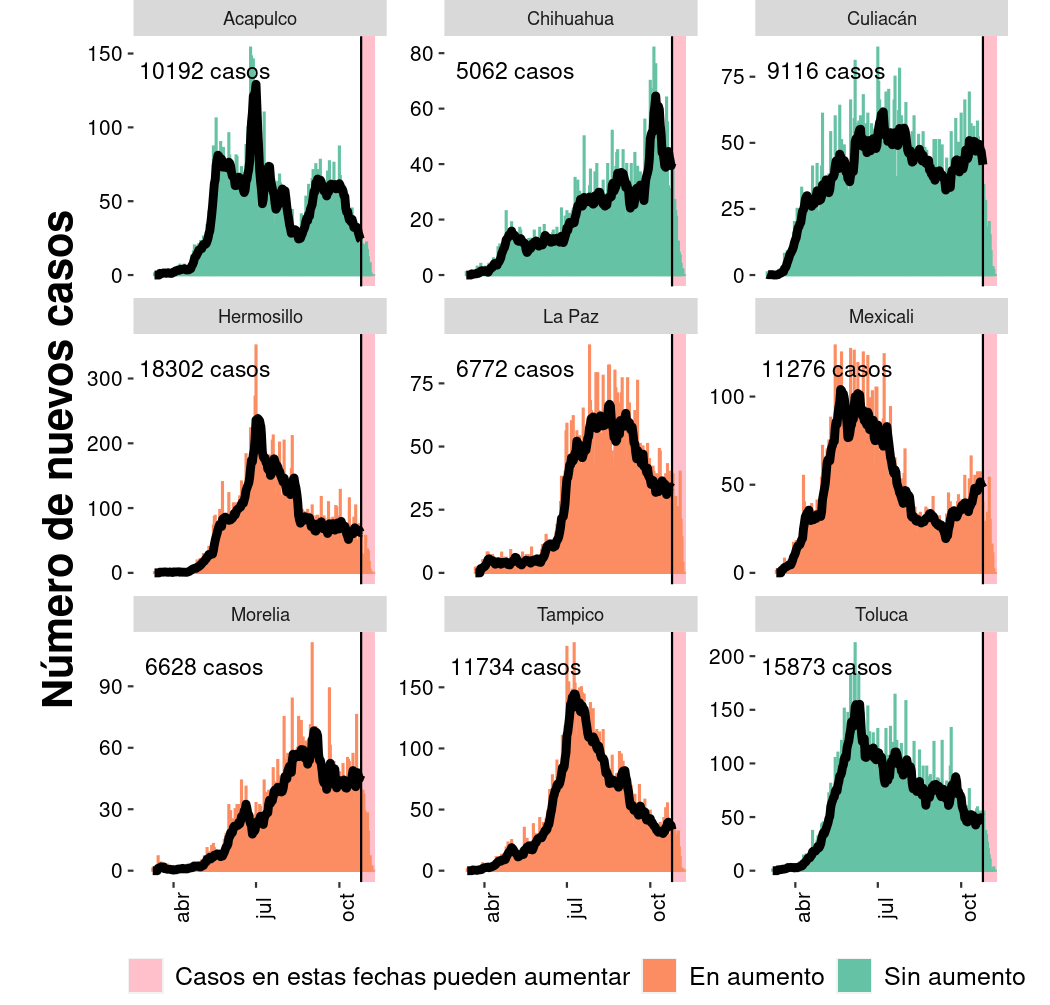 Número de nuevos casos
Acapulco
10192 casos
150
100
50
0
Chihuahua
5062 casos
80
60
40
20
0
Culiacán
9116 casos
75
50
25
0
Hermosillo
18302 casos
300
200
100
0
La Paz
6772 casos
75
50
25
0
Mexicali
11276 casos
100
50
0
Morelia
6628 casos
90
60
30
0
abr jul oct
Tampico
11734 casos
150
100
50
0
abr jul oct
Toluca
15873 casos
200
150
100
50
0
abr jul oct
Casos en estas fechas pueden aumentar En aumento Sin aumento